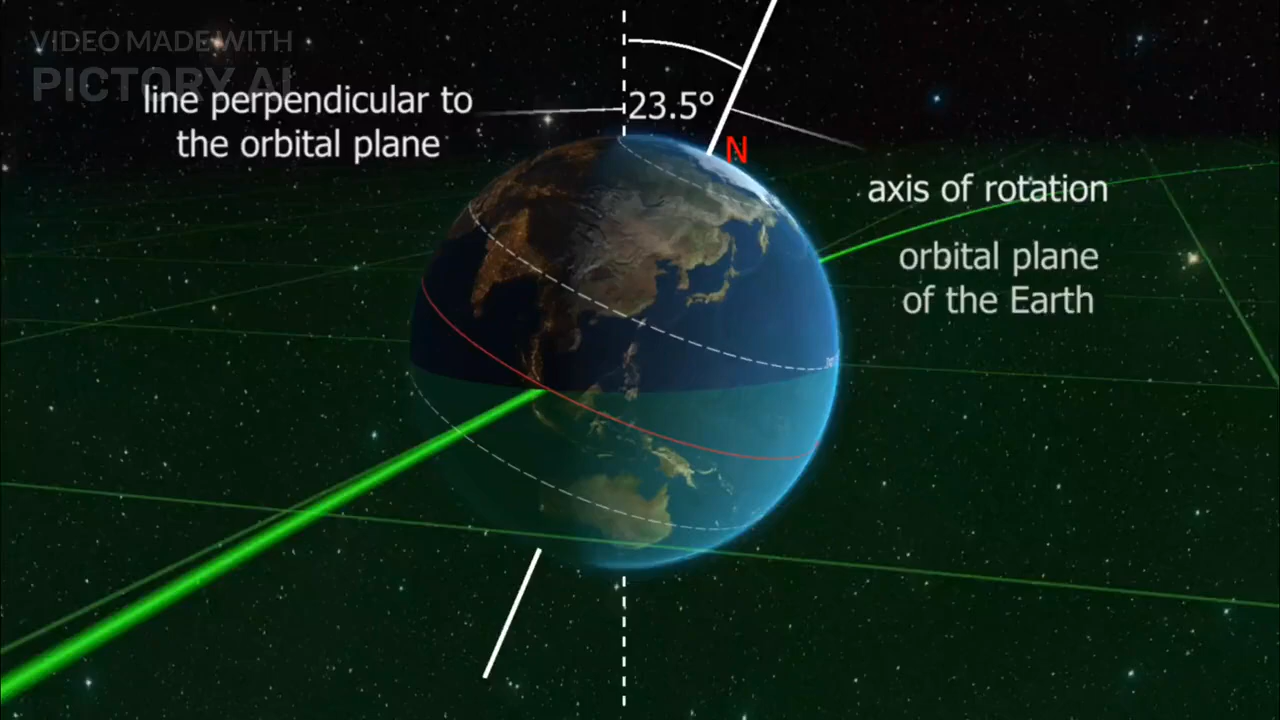 VIDEO MADE WITH
PICTORY.AI
line perpendicular to
the orbital plane
23.5°
N
axis of rotation
orbital plane
of the Earth